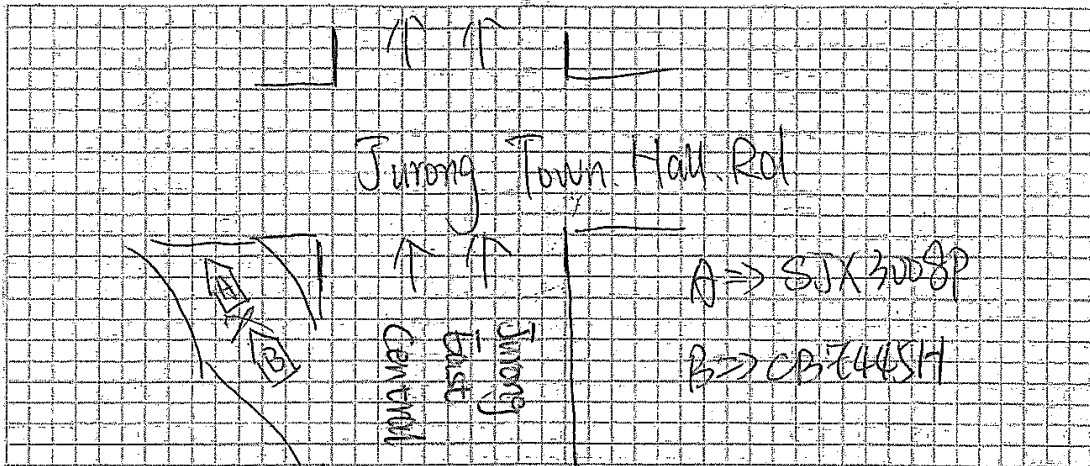 Jurong Town Hall Rd
A
B
Jurong
East
Central
A => SJX3008P
B => CB7445H